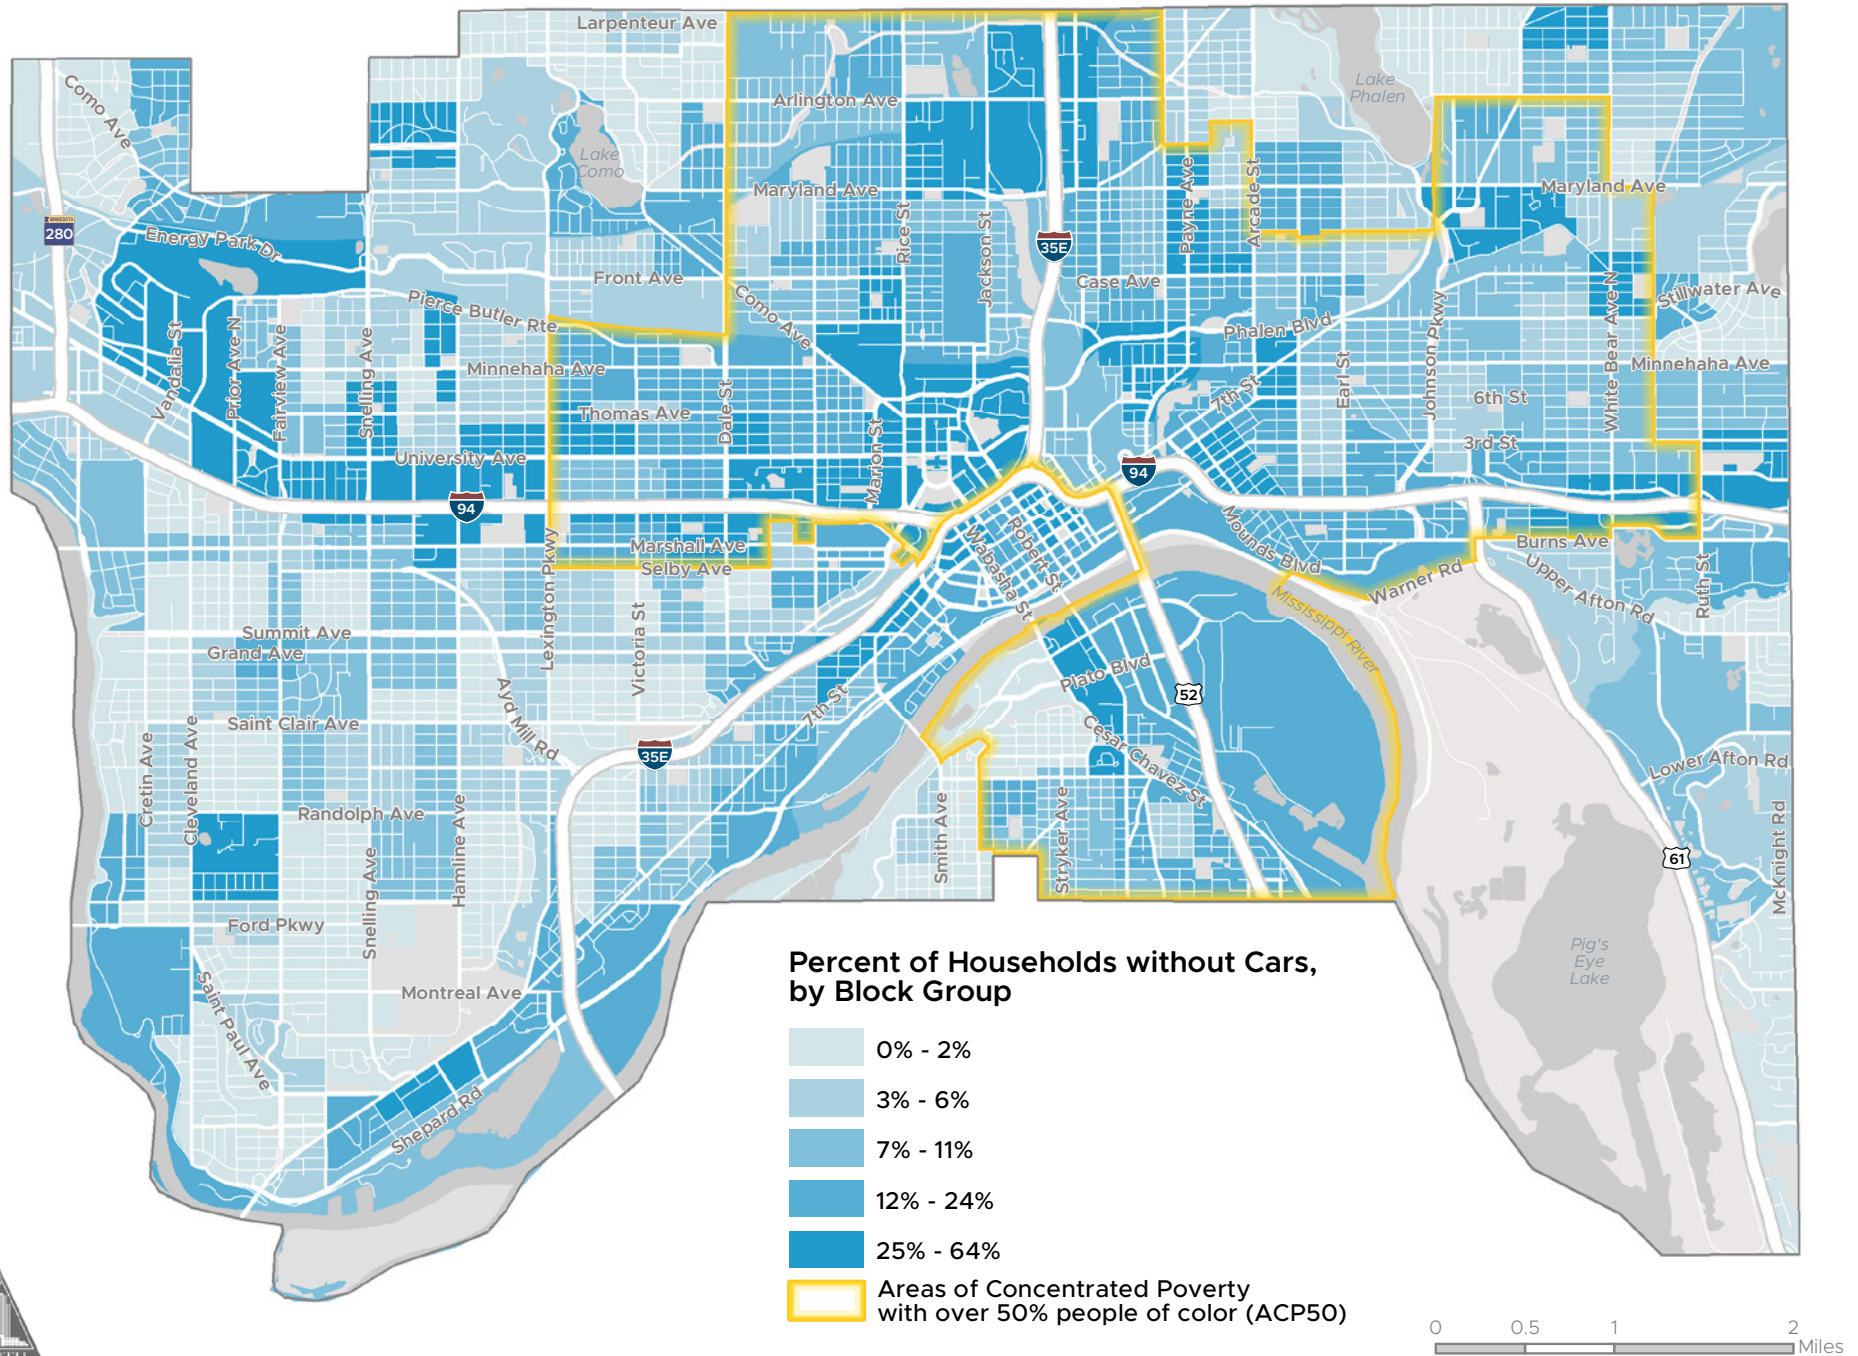 Larpenteur Ave
Como Ave
Lake
Phalen
Arlington Ave
Lake
Como
Maryland Ave
Maryland Ave
Payne Ave
Arcade St
Rice St
Jackson St
MINNESOTA
280
Energy Park Dr
35E
Front Ave
Case Ave
Pierce Butler Rte
Como Ave
Stillwater Ave
Phalen Blvd
Johnson Pkwy
White Bear Ave N
Vandalia St
Prior Ave N
Fairview Ave
Snelling Ave
Minnehaha Ave
Minnehaha Ave
Thomas Ave
Dale St
7th St
Earl St
6th St
3rd St
University Ave
Marion St
94
94
Marshall Ave
Selby Ave
Lexington Pkwy
Wabasha St
Robert St
Mounds Blvd
Burns Ave
Warner Rd
Upper Afton Rd
Ruth St
Mississippi River
Summit Ave
Grand Ave
Victoria St
Plato Blvd
52
7th St
Saint Clair Ave
Ayd Mill Rd
35E
Cesar Chavez St
Lower Afton Rd
Cretin Ave
Cleveland Ave
Randolph Ave
Hamline Ave
Snelling Ave
Smith Ave
Stryker Ave
61
McKnight Rd
Ford Pkwy
Montreal Ave
Saint Paul Ave
Shepard Rd
Pig's
Eye
Lake
Percent of Households without Cars,
by Block Group
0% - 2%
3% - 6%
7% - 11%
12% - 24%
25% - 64%
Areas of Concentrated Poverty
with over 50% people of color (ACP50)
0 0.5 1 2
Miles